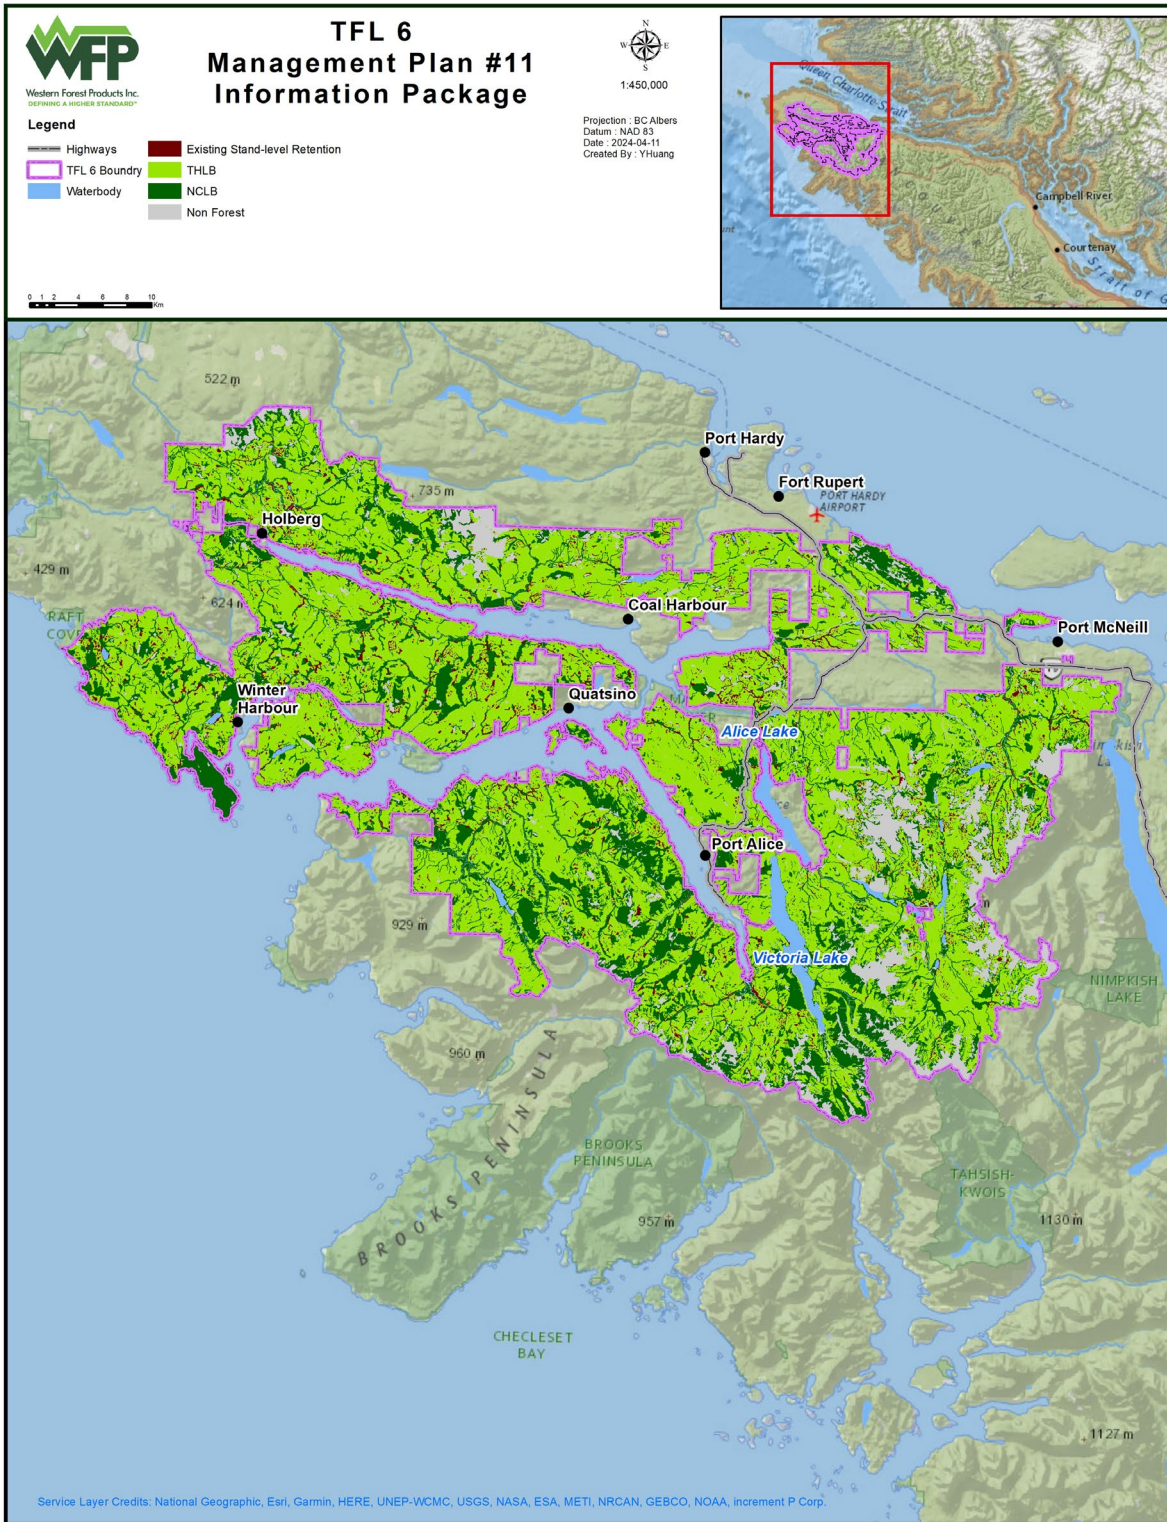 WFP
Western Forest Products Inc.
DEFINING A HIGHER STANDARD™
TFL 6
Management Plan #11
Information Package
N
W
E
S
1:450,000
Projection : BC Albers
Datum : NAD 83
Date : 2024-04-11
Created By : YHuang
Legend
Highways
TFL 6 Boundry
Waterbody
Existing Stand-level Retention
THLB
NCLB
Non Forest
0 1 2 4 6 8 10
Km
Queen Charlotte Strait
Campbell River
Courtenay
Strait of G
522 m
Port Hardy
Fort Rupert
PORT HARDY
AIRPORT
735 m
Holberg
429 m
624 m
RAFT
COVE
Coal Harbour
Port McNeill
Winter
Harbour
Quatsino
Alice Lake
Port Alice
929 m
Victoria Lake
NIMPKISH
LAKE
960 m
BROOKS PENINSULA
BROOKS
PENINSULA
TAHSISH-
KWOIS
957 m
1130 m
CHECLESET
BAY
1127 m
Service Layer Credits: National Geographic, Esri, Garmin, HERE, UNEP-WCMC, USGS, NASA, ESA, METI, NRCAN, GEBCO, NOAA, increment P Corp.